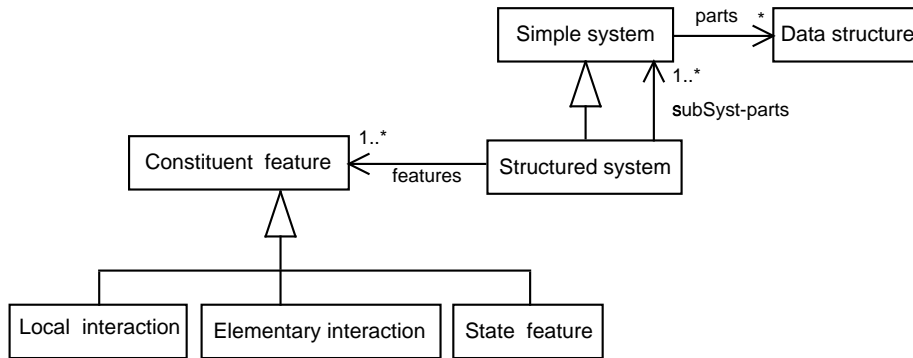 parts
*
Simple system
Data structure
1..*
subSyst-parts
1..*
Constituent feature
features
Structured system
Local interaction
Elementary interaction
State feature